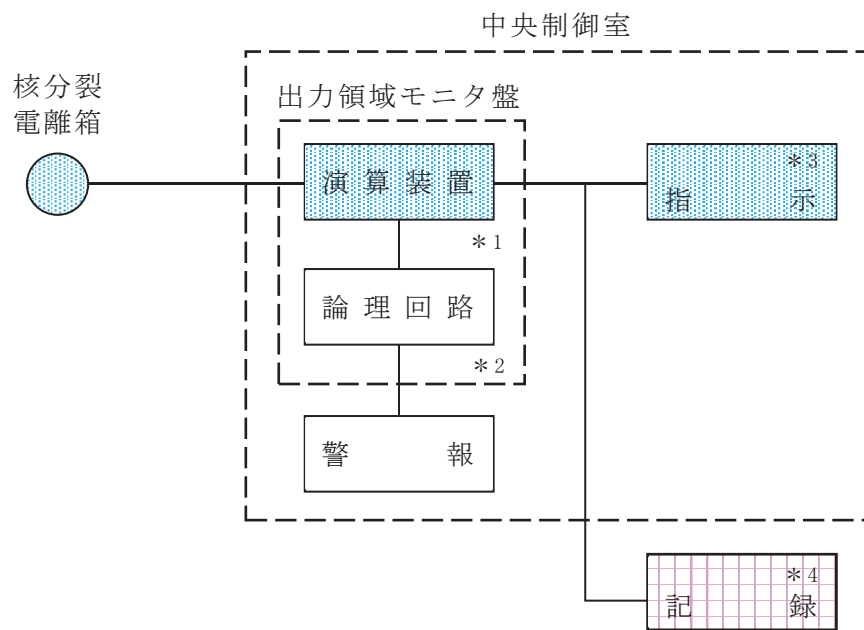 中央制御室
核分裂
電離箱
出力領域モニタ盤
演算装置
*1
論理回路
*2
警報
*3
指示
*4
記録